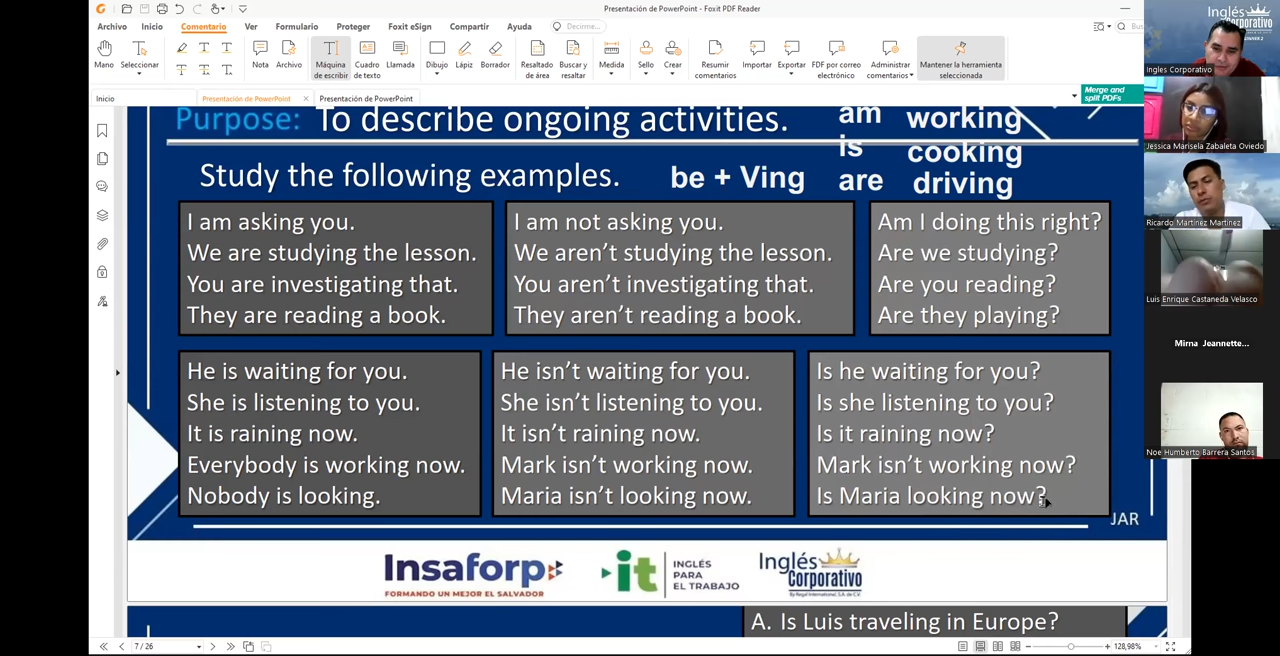 Presentación de PowerPoint - Foxit PDF Reader
Archivo Inicio Comentario Ver Formulario Proteger Foxit eSign Compartir Ayuda Decirme...
Mano Seleccionar Nota Archivo Máquina de escribir Cuadro de texto Llamada Dibujo Lápiz Borrador Resaltado de área Buscar y resaltar Medida Sello Crear Resumir comentarios Importar Exportar PDF por correo electrónico Administrar comentarios Mantener la herramienta seleccionada
Inicio Presentación de PowerPoint Presentación de PowerPoint
Merge and split PDFs
Purpose: To describe ongoing activities.
am working
is cooking
are driving
Study the following examples. be + Ving
I am asking you.
We are studying the lesson.
You are investigating that.
They are reading a book.
I am not asking you.
We aren't studying the lesson.
You aren't investigating that.
They aren't reading a book.
Am I doing this right?
Are we studying?
Are you reading?
Are they playing?
He is waiting for you.
She is listening to you.
It is raining now.
Everybody is working now.
Nobody is looking.
He isn't waiting for you.
She isn't listening to you.
It isn't raining now.
Mark isn't working now.
Maria isn't looking now.
Is he waiting for you?
Is she listening to you?
Is it raining now?
Mark isn't working now?
Is Maria looking now?
JAR
Insaforp
FORMANDO UN MEJOR EL SALVADOR
it INGLÉS PARA EL TRABAJO
Inglés Corporativo
By Regal International, S.A. de C.V.
A. Is Luis traveling in Europe?
7 / 26
128,98%
Inglés Corporativo
Ingles Corporativo
Jessica Marisela Zabaleta Oviedo
Ricardo Martinez Martinez
Luis Enrique Castaneda Velasco
Mirna Jeannette...
Noe Humberto Barrera Santos